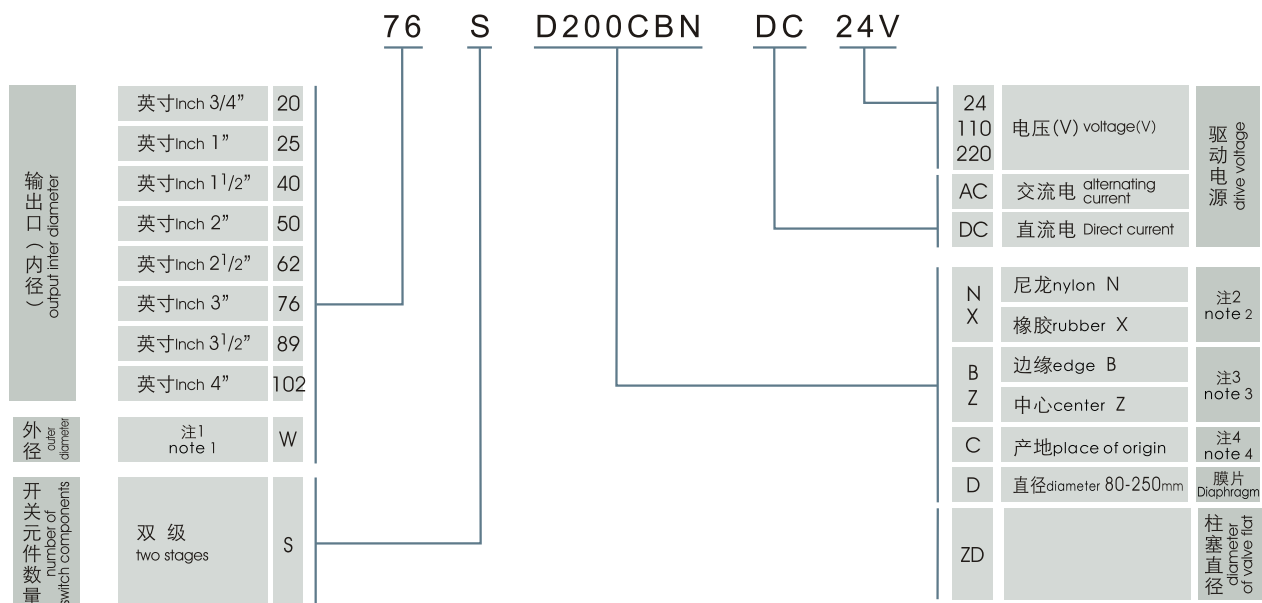 76 S D200CBN DC 24V
输出口（内径）
output inter diameter
英寸Inch 3/4” 20
英寸Inch 1” 25
英寸Inch 1 1/2” 40
英寸Inch 2” 50
英寸Inch 2 1/2” 62
英寸Inch 3” 76
英寸Inch 3 1/2” 89
英寸Inch 4” 102
外径
outer
diameter
注1
note 1
W
开关元件数量
number of
switch components
双 级
two stages
S
24
110
220
电压(V) voltage(V)
AC
交流电 alternating
current
DC
直流电 Direct current
驱动电源
drive voltage
N
X
尼龙nylon N
橡胶rubber X
注2
note 2
B
Z
边缘edge B
中心center Z
注3
note 3
C
产地place of origin
注4
note 4
D
直径diameter 80-250mm
膜片
Diaphragm
ZD
柱塞直径
diameter
of valve flat